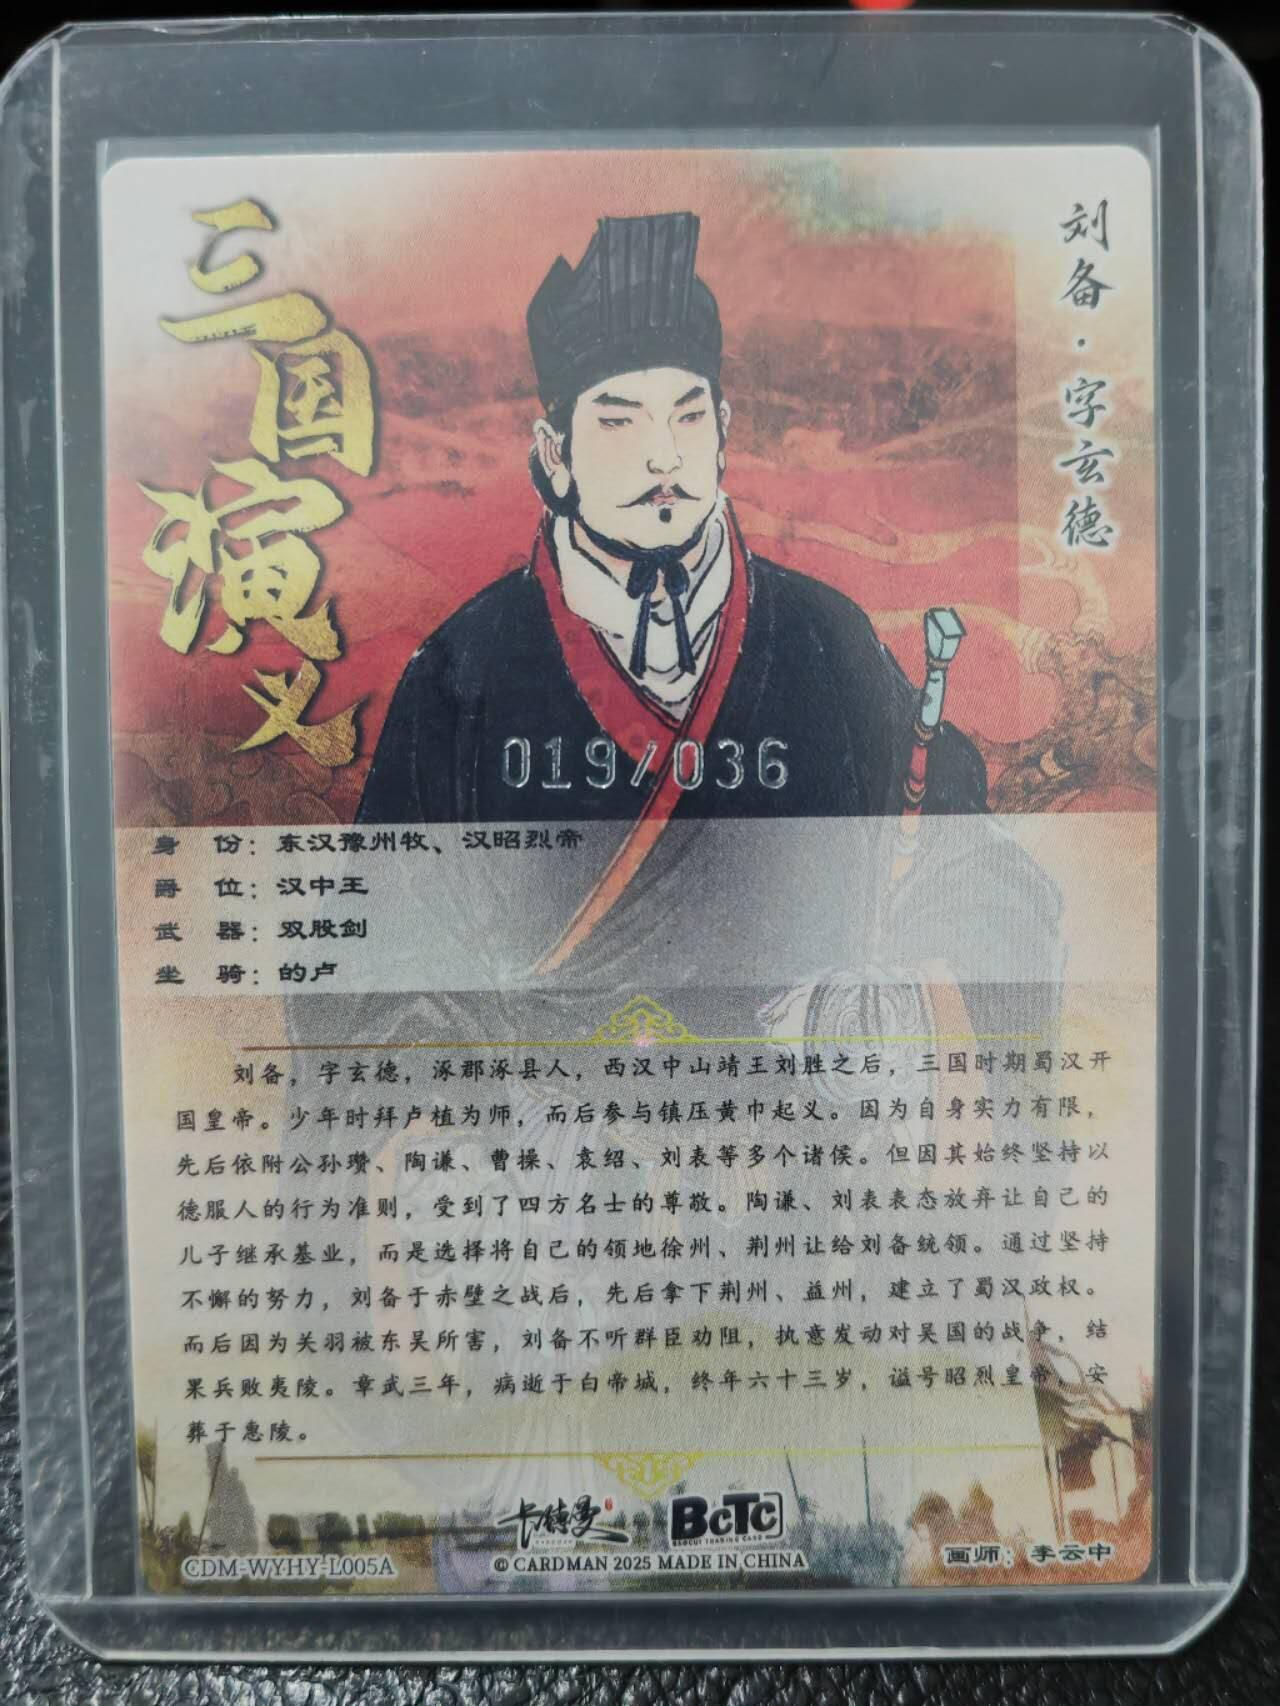 三国演义
刘备·字玄德
019/036
身 份：东汉豫州牧、汉昭烈帝
爵 位：汉中王
武 器：双股剑
坐 骑：的卢
刘备，字玄德，涿郡涿县人，西汉中山靖王刘胜之后，三国时期蜀汉开
国皇帝。少年时拜卢植为师，而后参与镇压黄巾起义。因为自身实力有限，
先后依附公孙瓒、陶谦、曹操、袁绍、刘表等多个诸侯。但因其始终坚持以
德服人的行为准则，受到了四方名士的尊敬。陶谦、刘表表态放弃让自己的
儿子继承基业，而是选择将自己的领地徐州、荆州让给刘备统领。通过坚持
不懈的努力，刘备于赤壁之战后，先后拿下荆州、益州，建立了蜀汉政权。
而后因为关羽被东吴所害，刘备不听群臣劝阻，执意发动对吴国的战争，结
果兵败夷陵。章武三年，病逝于白帝城，终年六十三岁，谥号昭烈皇帝，安
葬于惠陵。
卡德曼
BCTC
CDM-WYHY-L005A
© CARDMAN 2025 MADE IN CHINA
画师：李云中